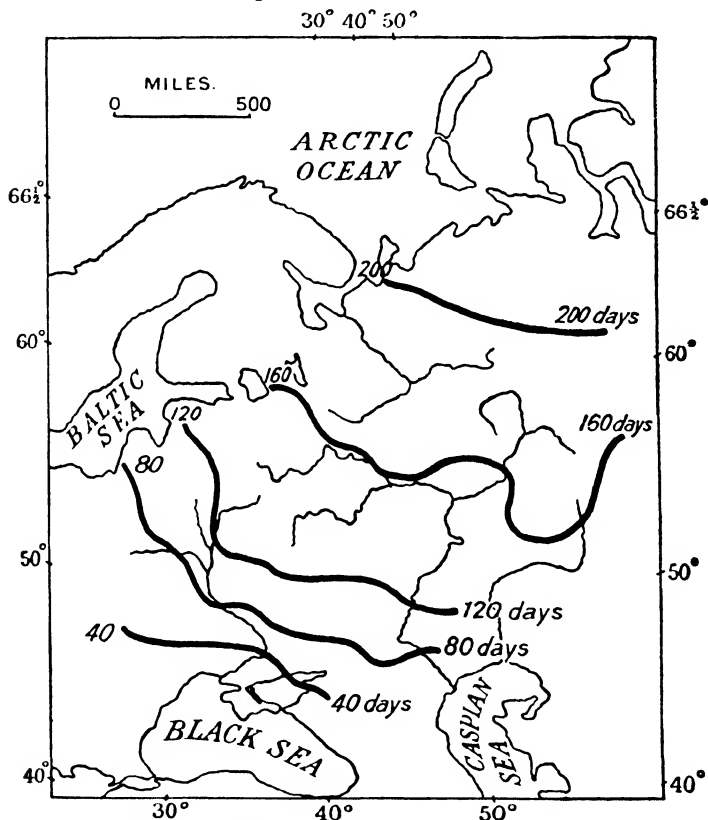 30° 40° 50°
MILES.
0 500
ARCTIC
OCEAN
66½°
66½°
200
200 days
60°
60°
160
160 days
BALTIC
SEA
120
80
50°
50°
120 days
40
80 days
40 days
BLACK SEA
CASPIAN
SEA
40°
40°
30° 40° 50°